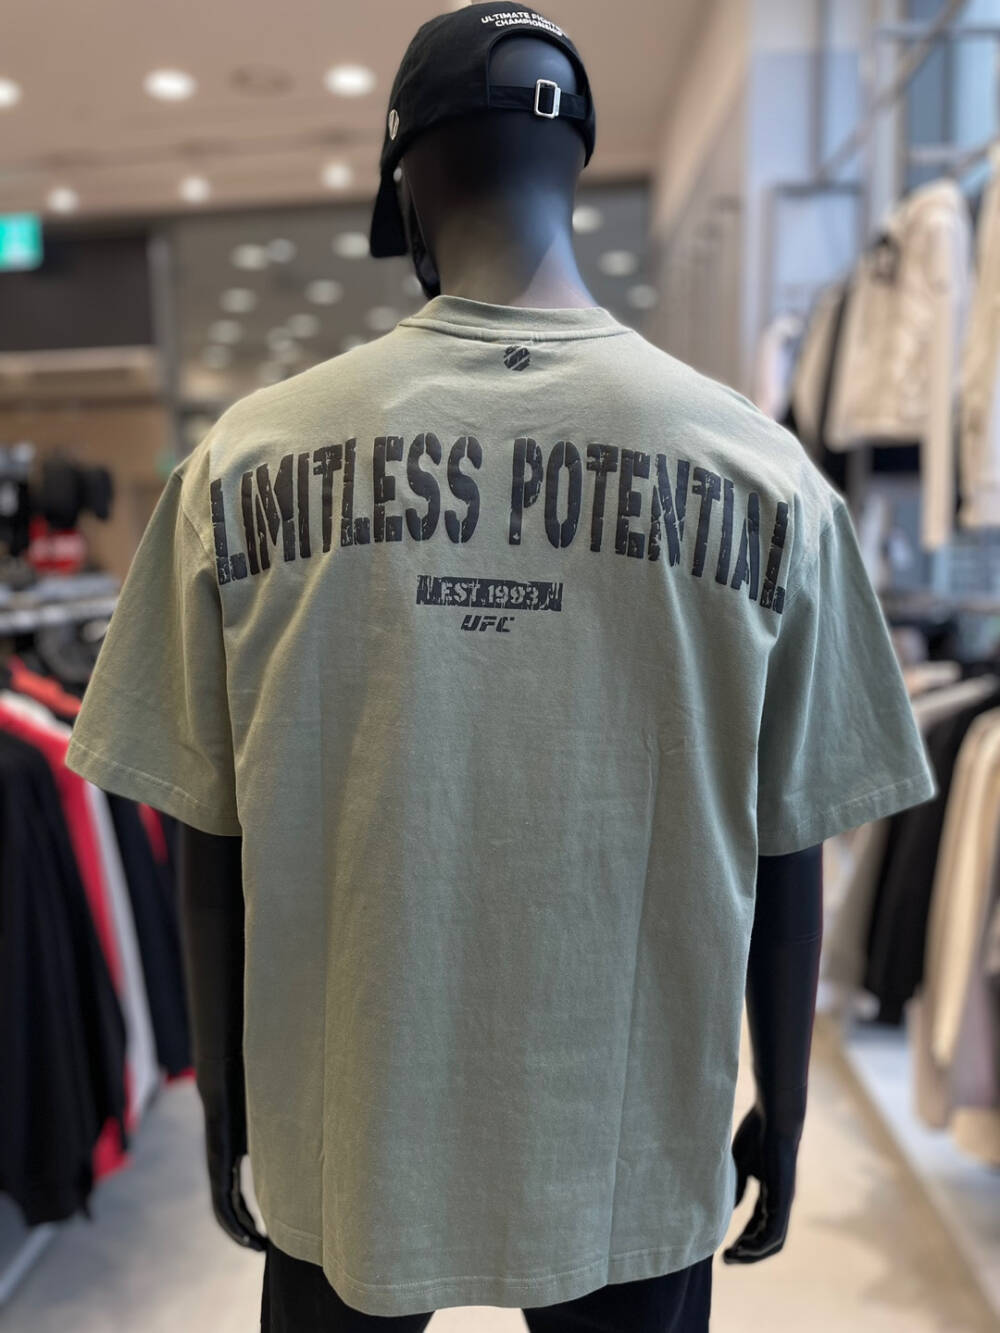 ULTIMATE FIGHTING
CHAMPIONSHIP
LIMITLESS POTENTIAL
EST.1993
UFC